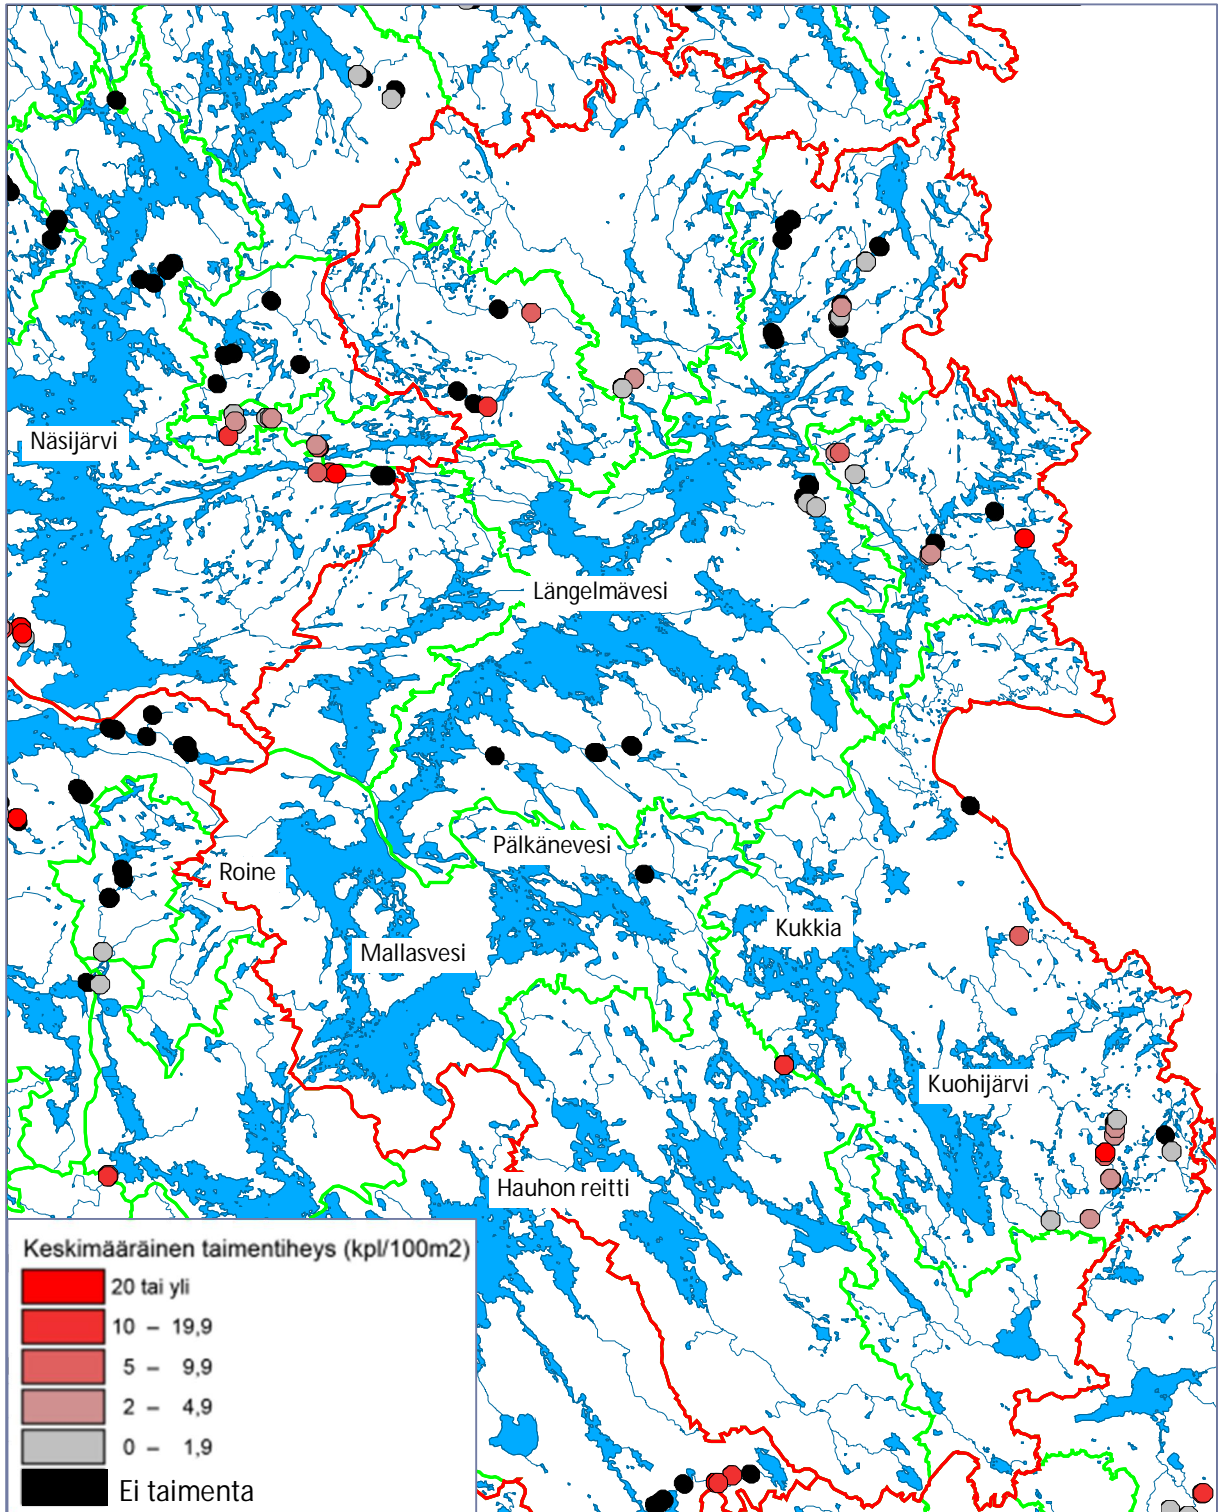 Näsijärvi
Längelmävesi
Pälkänevesi
Roine
Kukkia
Mallasvesi
Kuohijärvi
Hauhon reitti
Keskimääräinen taimentiheys (kpl/100m2)
20 tai yli
10 – 19,9
5 – 9,9
2 – 4,9
0 – 1,9
Ei taimenta